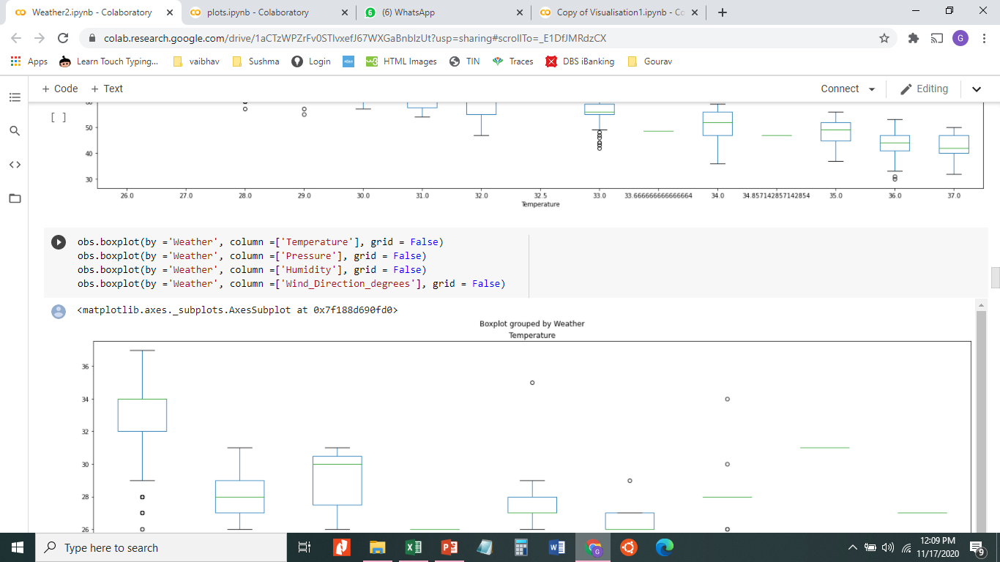 Weather2.ipynb - Colaboratory
plots.ipynb - Colaboratory
6
(6) WhatsApp
Copy of Visualisation1.ipynb - Co
colab.research.google.com/drive/1aCTzWPZrFv0STIvxefJ67WXGaBnbIzUt?usp=sharing#scrollTo=_E1DfJMRdzCX
G
Apps
Learn Touch Typing...
vaibhav
Sushma
Login
HTML Images
TIN
Traces
DBS iBanking
Gourav
+ Code
+ Text
Connect
Editing
[ ]
60
50
40
30
26.0 27.0 28.0 29.0 30.0 31.0 32.0 32.5 33.0 33.666666666666664 34.0 34.857142857142854 35.0 36.0 37.0
Temperature
obs.boxplot(by ='Weather', column =['Temperature'], grid = False)
obs.boxplot(by ='Weather', column =['Pressure'], grid = False)
obs.boxplot(by ='Weather', column =['Humidity'], grid = False)
obs.boxplot(by ='Weather', column =['Wind_Direction_degrees'], grid = False)
<matplotlib.axes._subplots.AxesSubplot at 0x7f188d690fd0>
Boxplot grouped by Weather
Temperature
36
34
32
30
28
26
Type here to search
12:09 PM
11/17/2020
9